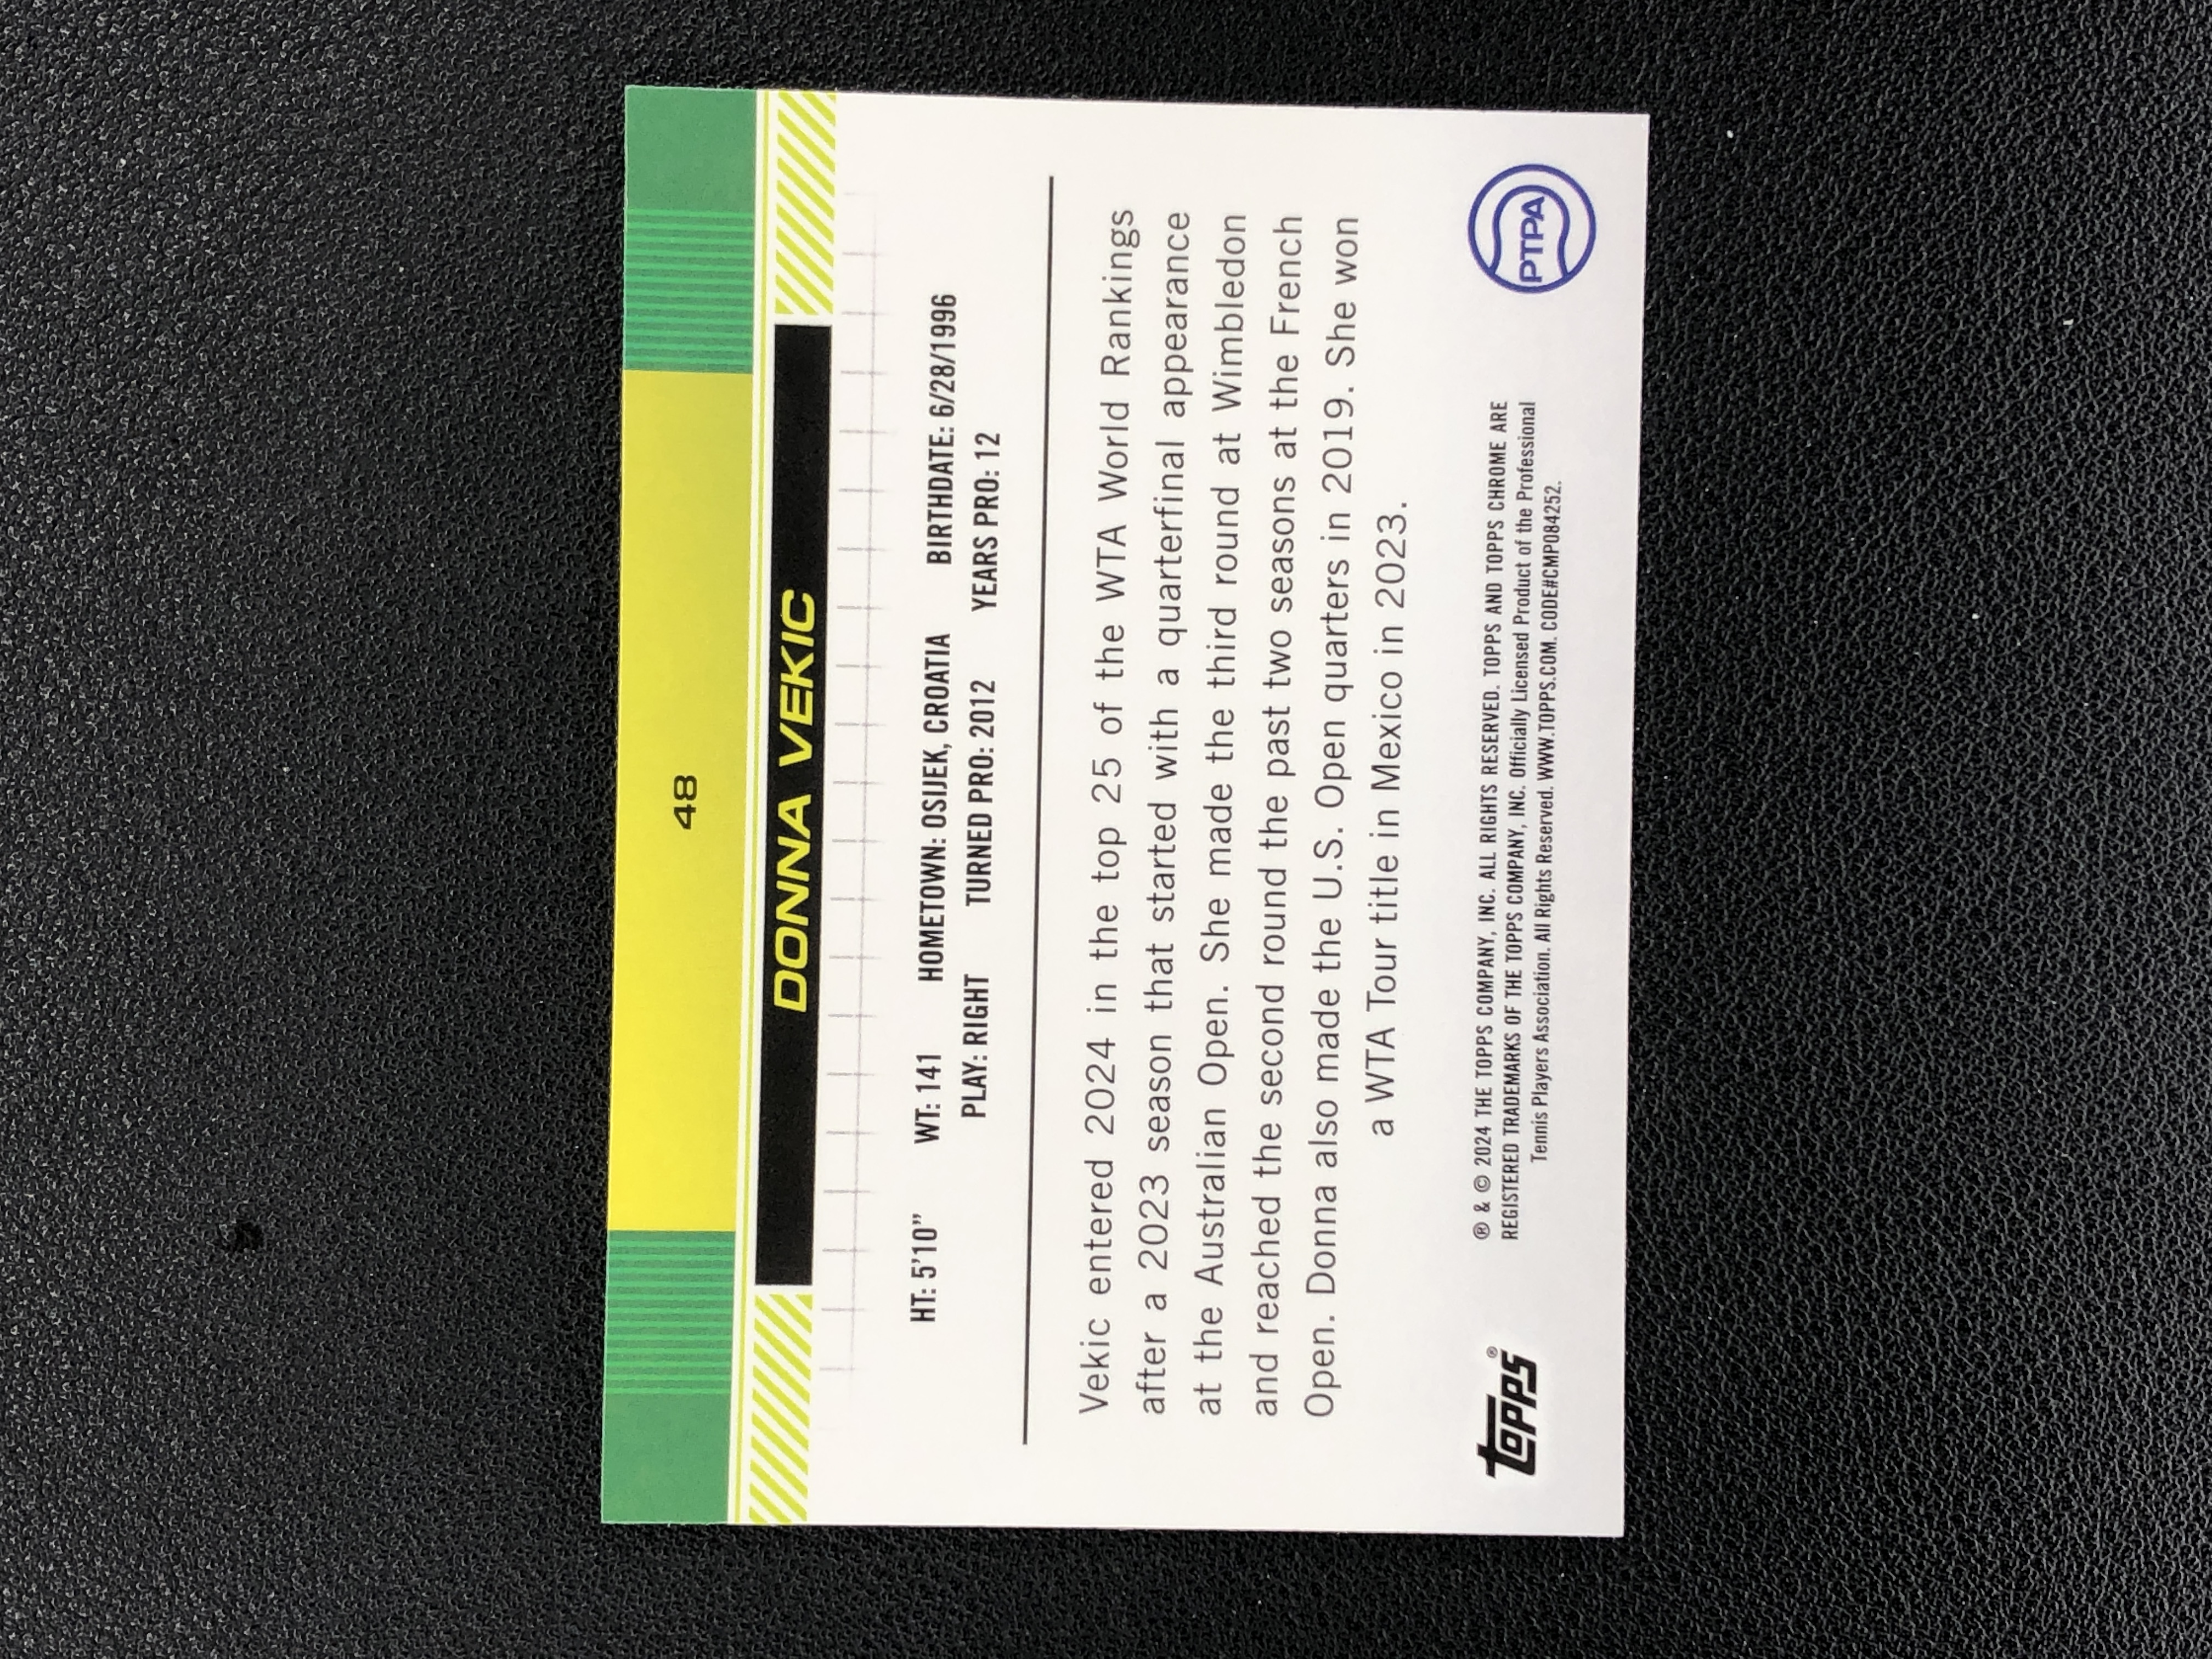 48
DONNA VEKIC
HT: 5'10” WT: 141 HOMETOWN: OSIJEK, CROATIA BIRTHDATE: 6/28/1996
PLAY: RIGHT TURNED PRO: 2012 YEARS PRO: 12
Vekic entered 2024 in the top 25 of the WTA World Rankings
after a 2023 season that started with a quarterfinal appearance
at the Australian Open. She made the third round at Wimbledon
and reached the second round the past two seasons at the French
Open. Donna also made the U.S. Open quarters in 2019. She won
a WTA Tour title in Mexico in 2023.
topps®
® & © 2024 THE TOPPS COMPANY, INC. ALL RIGHTS RESERVED. TOPPS AND TOPPS CHROME ARE
REGISTERED TRADEMARKS OF THE TOPPS COMPANY, INC. Officially Licensed Product of the Professional
Tennis Players Association. All Rights Reserved. WWW.TOPPS.COM. CODE#CMP084252.
PTPA